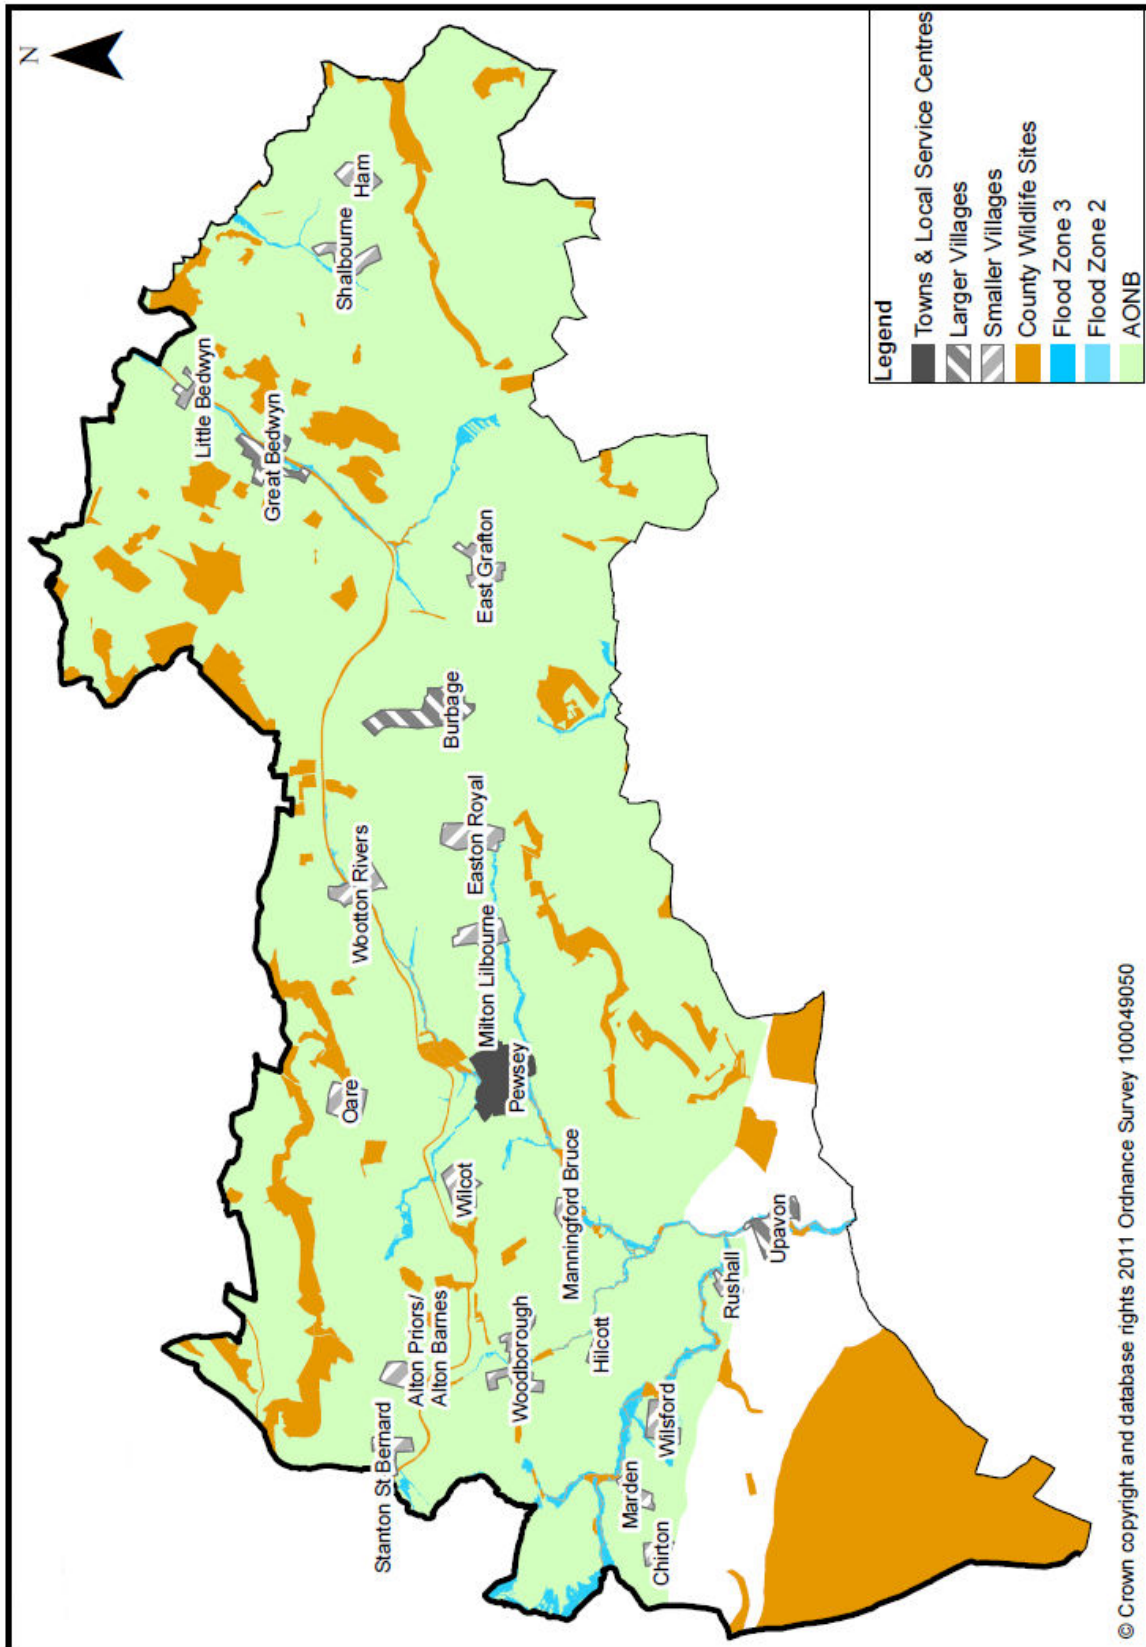 N
Little Bedwyn
Great Bedwyn
Shalbourne
Ham
East Grafton
Burbage
Wootton Rivers
Easton Royal
Milton Lilbourne
Oare
Pewsey
Wilcot
Manningford Bruce
Alton Priors/
Alton Barnes
Stanton St Bernard
Woodborough
Hilcott
Rushall
Upavon
Wilsford
Marden
Chirton
Legend
Towns & Local Service Centres
Larger Villages
Smaller Villages
County Wildlife Sites
Flood Zone 3
Flood Zone 2
AONB
© Crown copyright and database rights 2011 Ordnance Survey 100049050